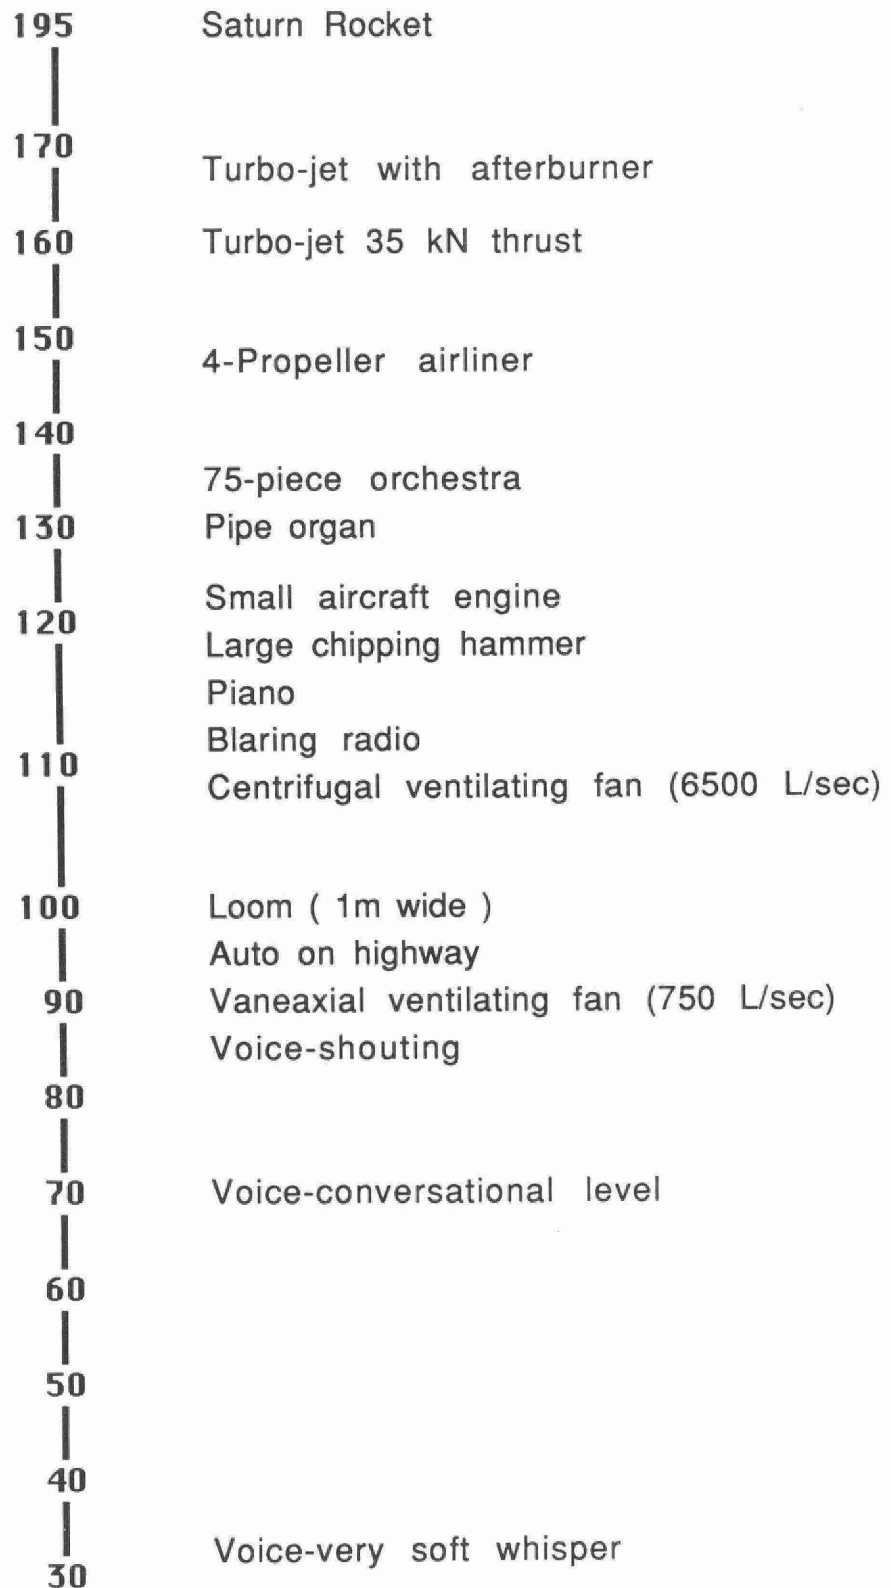 195 Saturn Rocket
170
Turbo-jet with afterburner
160 Turbo-jet 35 kN thrust
150
4-Propeller airliner
140
75-piece orchestra
130 Pipe organ
Small aircraft engine
120
Large chipping hammer
Piano
Blaring radio
110
Centrifugal ventilating fan (6500 L/sec)
100 Loom ( 1m wide )
Auto on highway
90 Vaneaxial ventilating fan (750 L/sec)
Voice-shouting
80
70 Voice-conversational level
60
50
40
Voice-very soft whisper
30